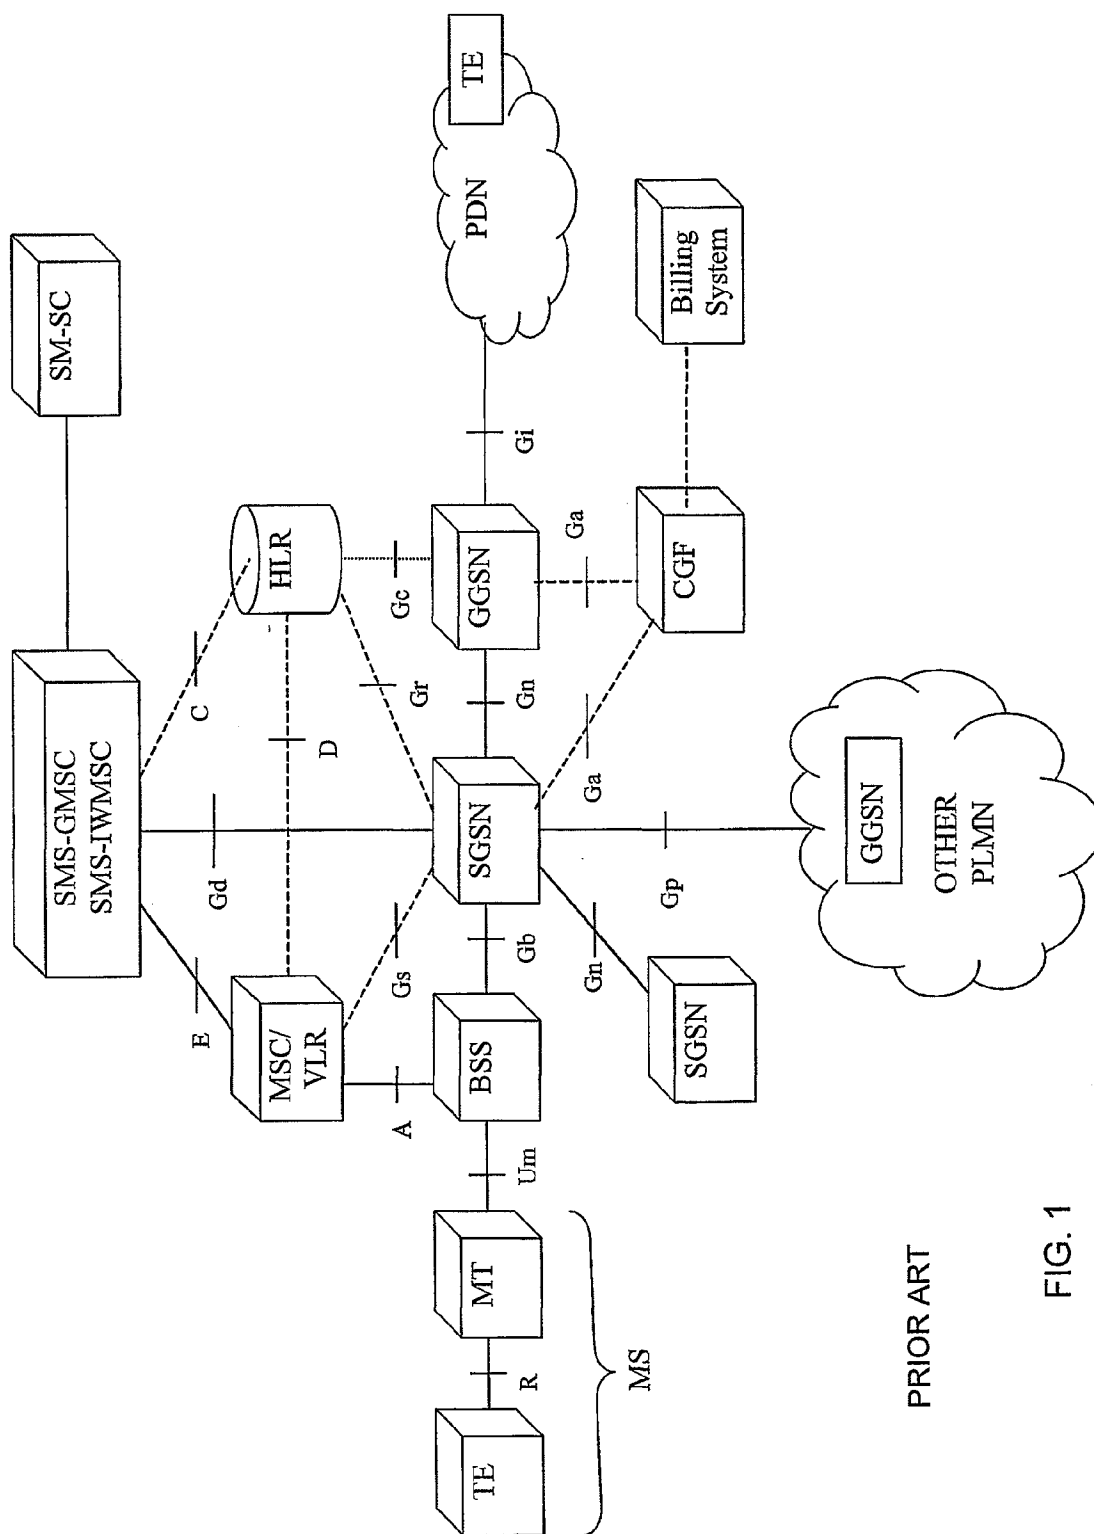 SM-SC
SMS-GMSC
SMS-IWMSC
E
Gd
C
MSC/
VLR
D
HLR
A
Gs
Gr
Gc
TE
R
MT
Um
BSS
Gb
SGSN
Gn
GGSN
Gi
PDN
TE
MS
Gn
Gp
Ga
Ga
SGSN
GGSN
OTHER
PLMN
CGF
Billing
System
PRIOR ART
FIG. 1